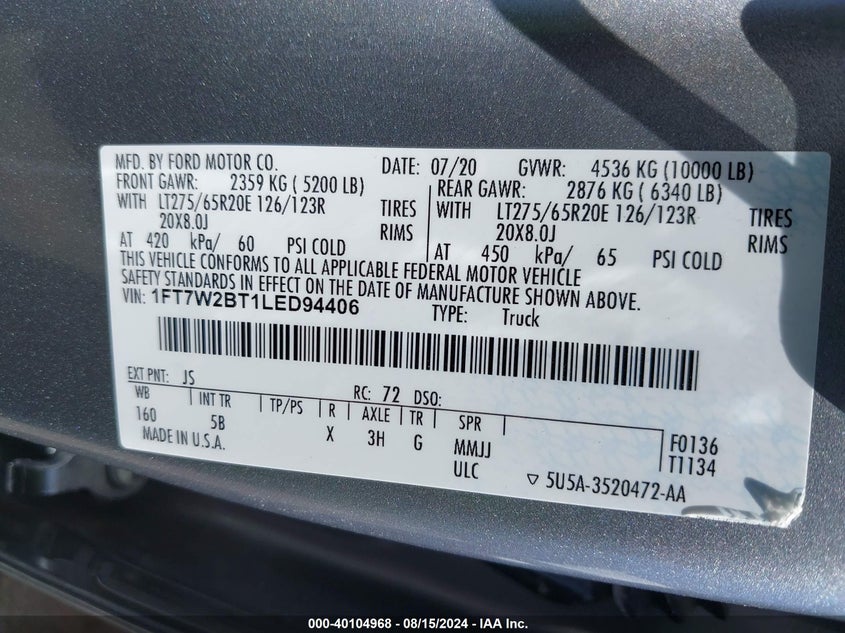 MFD. BY FORD MOTOR CO. DATE: 07/20 GVWR: 4536 KG (10000 LB)
FRONT GAWR: 2359 KG ( 5200 LB) REAR GAWR: 2876 KG ( 6340 LB)
WITH LT275/65R20E 126/123R TIRES WITH LT275/65R20E 126/123R TIRES
20X8.0J RIMS 20X8.0J RIMS
AT 420 kPa/ 60 PSI COLD AT 450 kPa/ 65 PSI COLD
THIS VEHICLE CONFORMS TO ALL APPLICABLE FEDERAL MOTOR VEHICLE
SAFETY STANDARDS IN EFFECT ON THE DATE OF MANUFACTURE SHOWN ABOVE.
VIN: 1FT7W2BT1LED94406 TYPE: Truck
EXT PNT: JS RC: 72 DSO:
WB INT TR TP/PS R AXLE TR SPR
160 5B X 3H G MMJJ F0136
MADE IN U.S.A. ULC T1134
5U5A-3520472-AA
000-40104968 - 08/15/2024 - IAA